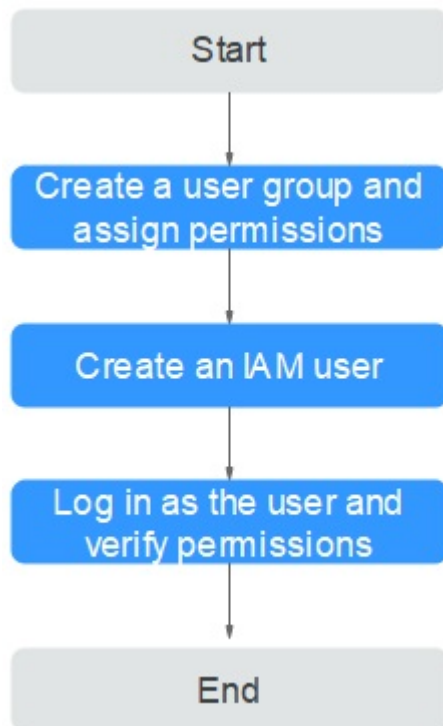 Start
Create a user group and
assign permissions
Create an IAM user
Log in as the user and
verify permissions
End